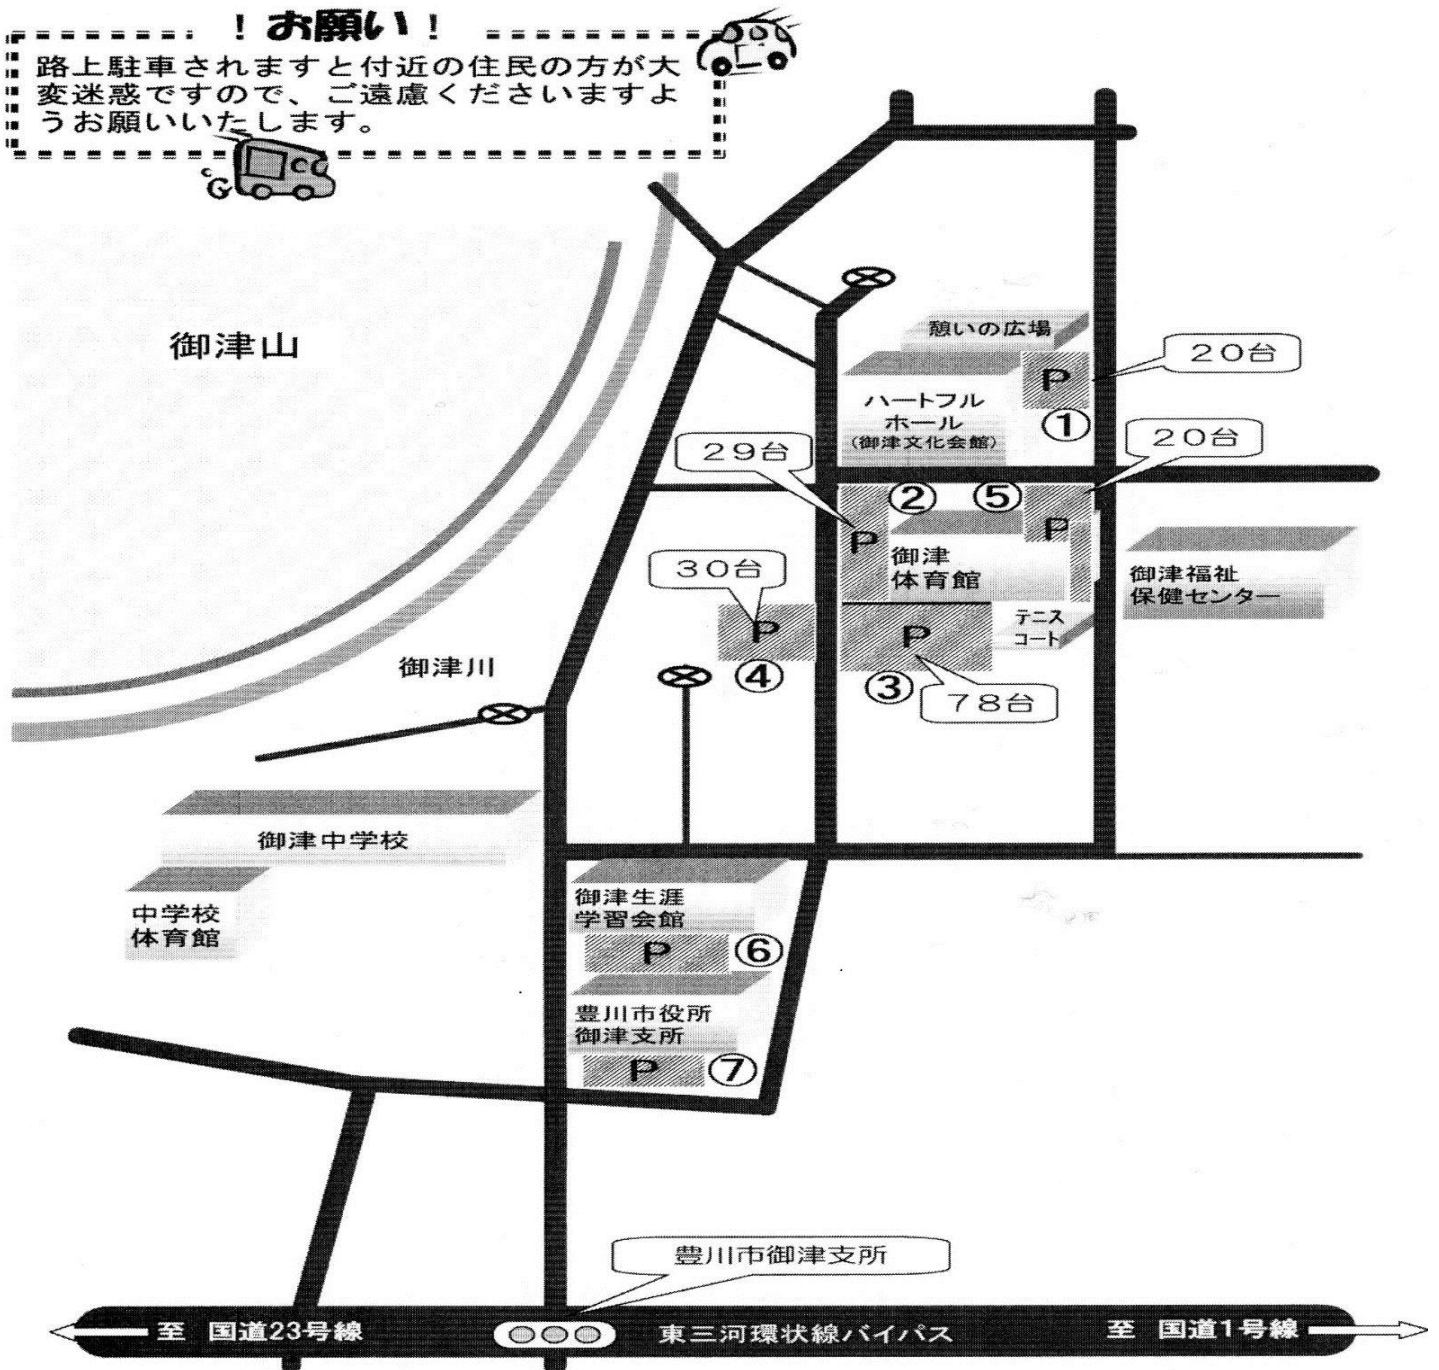 ！お願い！
路上駐車されますと付近の住民の方が大
変迷惑ですので、ご遠慮くださいますよ
うお願いいたします。
御津山
憩いの広場
20台
P
①
ハートフル
ホール
(御津文化会館)
29台
20台
②
⑤
P
P
御津
体育館
御津福祉
保健センター
30台
P
④
P
③
テニス
コート
78台
御津川
御津中学校
中学校
体育館
御津生涯
学習会館
P
⑥
豊川市役所
御津支所
P
⑦
豊川市御津支所
至 国道23号線
東三河環状線バイパス
至 国道1号線